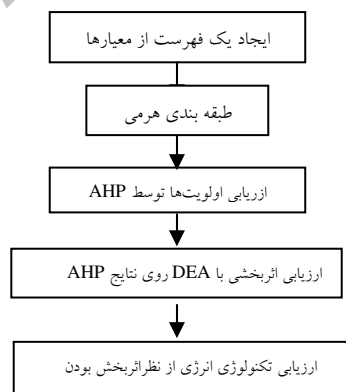 ایجاد یک فهرست از معیارها
طبقه بندی هرمی
ازریابی اولویت‌ها توسط AHP
ارزیابی اثربخشی با DEA روی نتایج AHP
ارزیابی تکنولوژی انرژی از نظراثربخش بودن